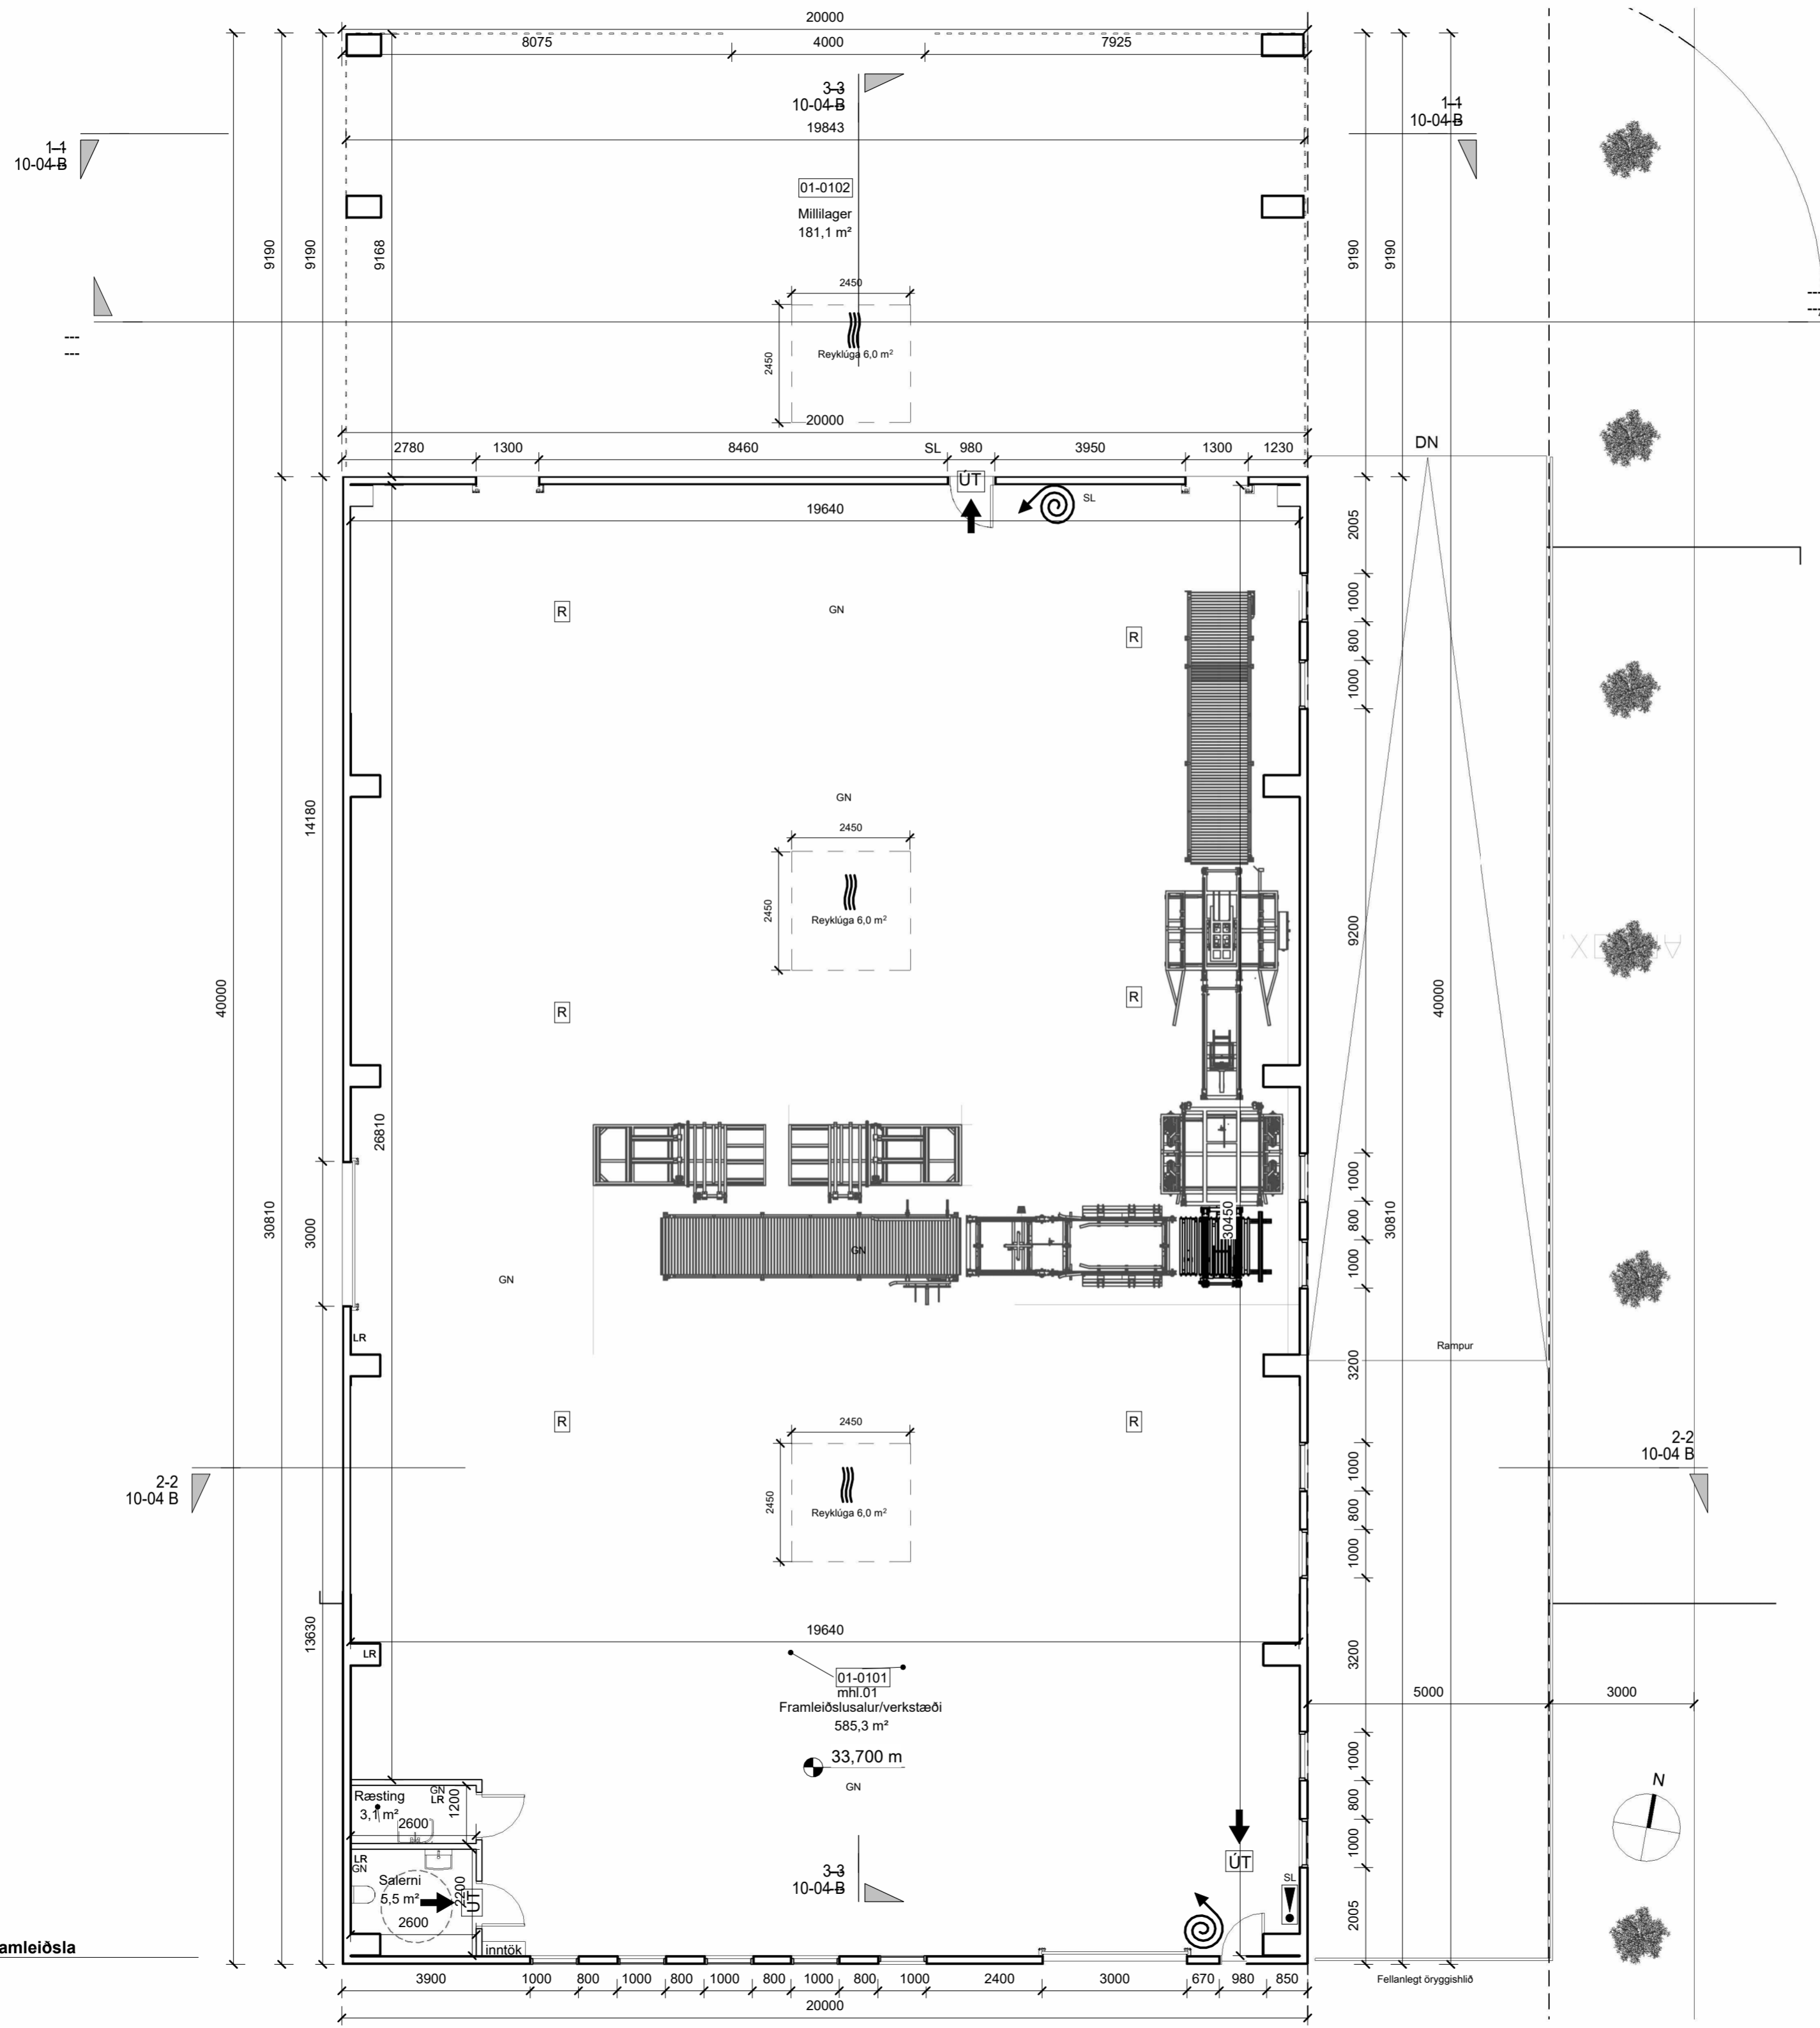 20000
8075
4000
7925
3-3
10-04 B
19843
1-1
10-04 B
1-1
10-04 B
01-0102
Millilager
181,1 m²
9190
9190
9168
9190
9190
2450
2450
Reyklúga 6,0 m²
---
---
20000
2780
1300
8460
SL
980
3950
1300
1230
DN
ÚT
SL
19640
2005
1000
800
1000
R
GN
R
14180
GN
2450
2450
Reyklúga 6,0 m²
9200
40000
40000
R
R
26810
30810
3000
30450
1000
800
1000
30810
GN
GN
LR
3200
Rampur
R
R
2450
2450
Reyklúga 6,0 m²
1000
800
1000
2-2
10-04 B
2-2
10-04 B
13630
19640
LR
01-0101
mhl.01
Framleiðslusalur/verkstæði
585,3 m²
33,700 m
GN
3200
5000
3000
1000
800
1000
2005
N
Ræsting
3,1 m²
GN
LR
1200
2600
LR
GN
Salerni
5,5 m²
2200
ÚT
2600
inntök
3-3
10-04 B
ÚT
SL
amleiðsla
Fellanlegt öryggishlið
3900
1000
800
1000
800
1000
800
1000
800
1000
2400
3000
670
980
850
20000